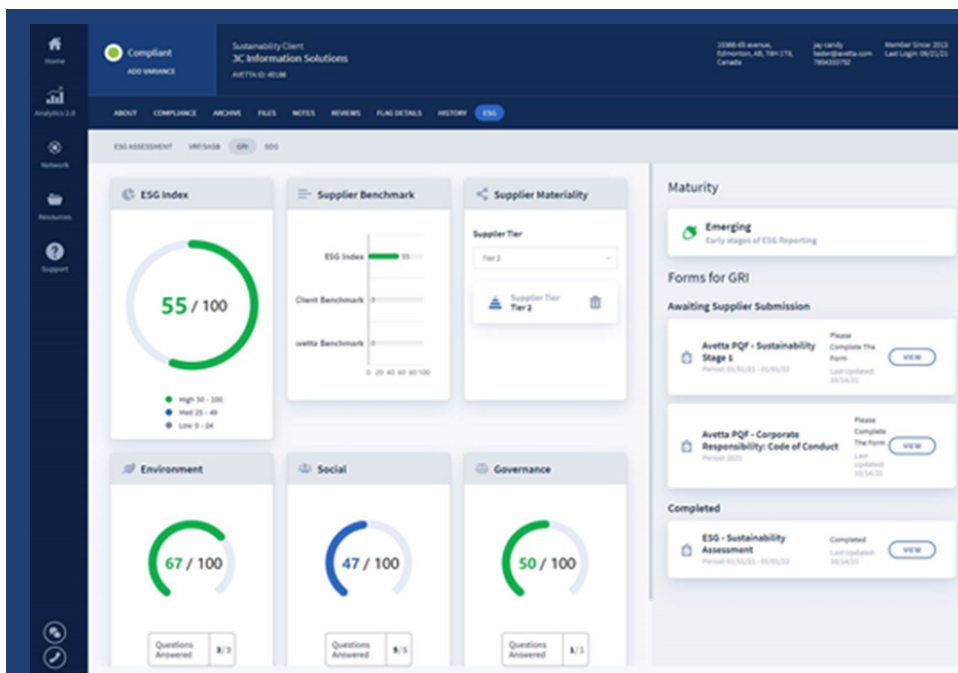 Home
Analytics 2.0
Network
Resources
Support
Compliant
ADD VARIANCE
Sustainability Client
3C Information Solutions
AVETTA ID: 40186
10386 65 avenue,
Edmonton, AB,
Canada
jay candy
tester@avetta.com
7804333752
Member Since 2013
Last Login 09/21/21
ABOUT COMPLIANCE ARCHIVE FILES NOTES REVIEWS FLAG DETAILS HISTORY ESG
ESG ASSESSMENT VRF/SASB GRI SDG
ESG Index
55 / 100
High 50 - 100
Med 25 - 49
Low 0 - 24
Supplier Benchmark
ESG Index 55
Client Benchmark 0
vetta Benchmark 0
0 20 40 60 80 100
Supplier Materiality
Supplier Tier
Tier 2
Supplier Tier
Tier 2
Environment
67 / 100
Questions
Answered
3/3
Social
47 / 100
Questions
Answered
5/5
Governance
50 / 100
Questions
Answered
1/1
Maturity
Emerging
Early stages of ESG Reporting
Forms for GRI
Awaiting Supplier Submission
Avetta PQF - Sustainability
Stage 1
Period: 01/01/21 - 01/01/22
Please
Complete The
Form
Last Updated:
10/14/21
VIEW
Avetta PQF - Corporate
Responsibility: Code of Conduct
Period: 2021
Please
Complete
The Form
Last
Updated:
10/14/21
VIEW
Completed
ESG - Sustainability
Assessment
Period: 01/01/21 - 01/01/22
Completed
Last Updated:
10/14/21
VIEW